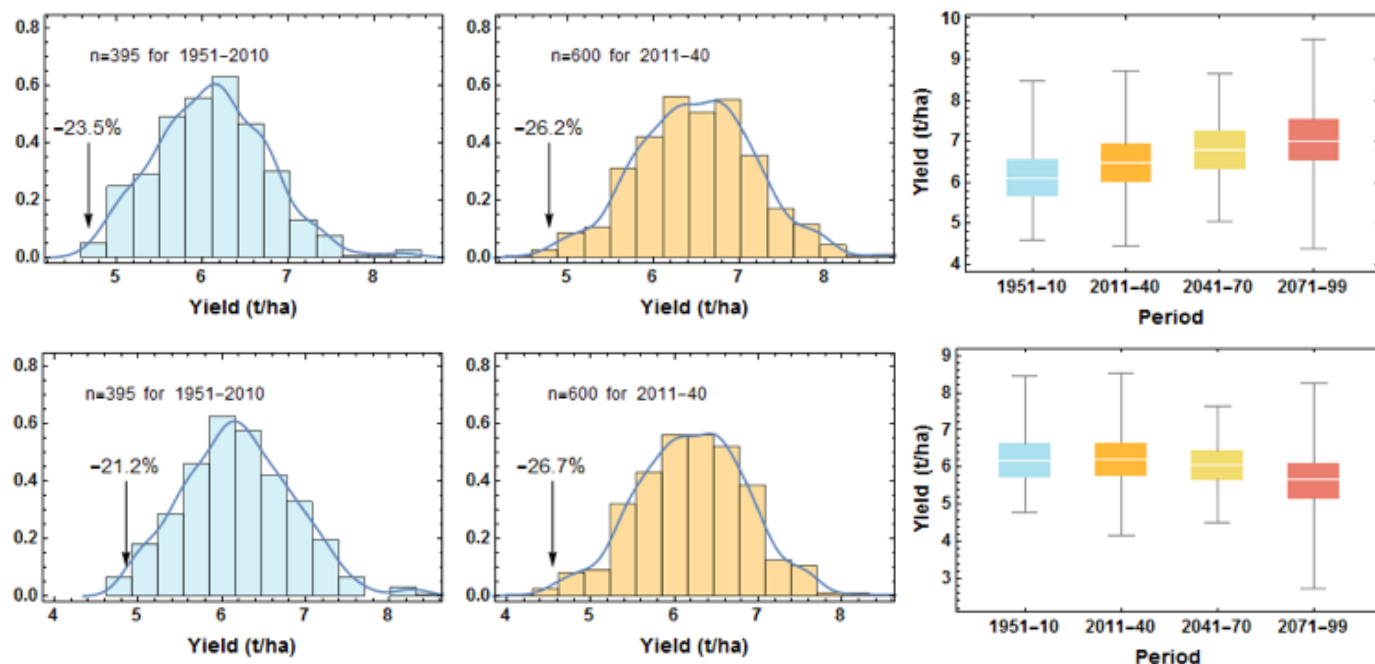 0.8
0.6
0.4
0.2
0.0
n=395 for 1951-2010
-23.5%
5 6 7 8
Yield (t/ha)
0.8
0.6
0.4
0.2
0.0
n=600 for 2011-40
-26.2%
5 6 7 8
Yield (t/ha)
Yield (t/ha)
10
9
8
7
6
5
4
1951-10 2011-40 2041-70 2071-99
Period
0.8
0.6
0.4
0.2
0.0
n=395 for 1951-2010
-21.2%
4 5 6 7 8
Yield (t/ha)
0.8
0.6
0.4
0.2
0.0
n=600 for 2011-40
-26.7%
4 5 6 7 8
Yield (t/ha)
Yield (t/ha)
9
8
7
6
5
4
3
1951-10 2011-40 2041-70 2071-99
Period